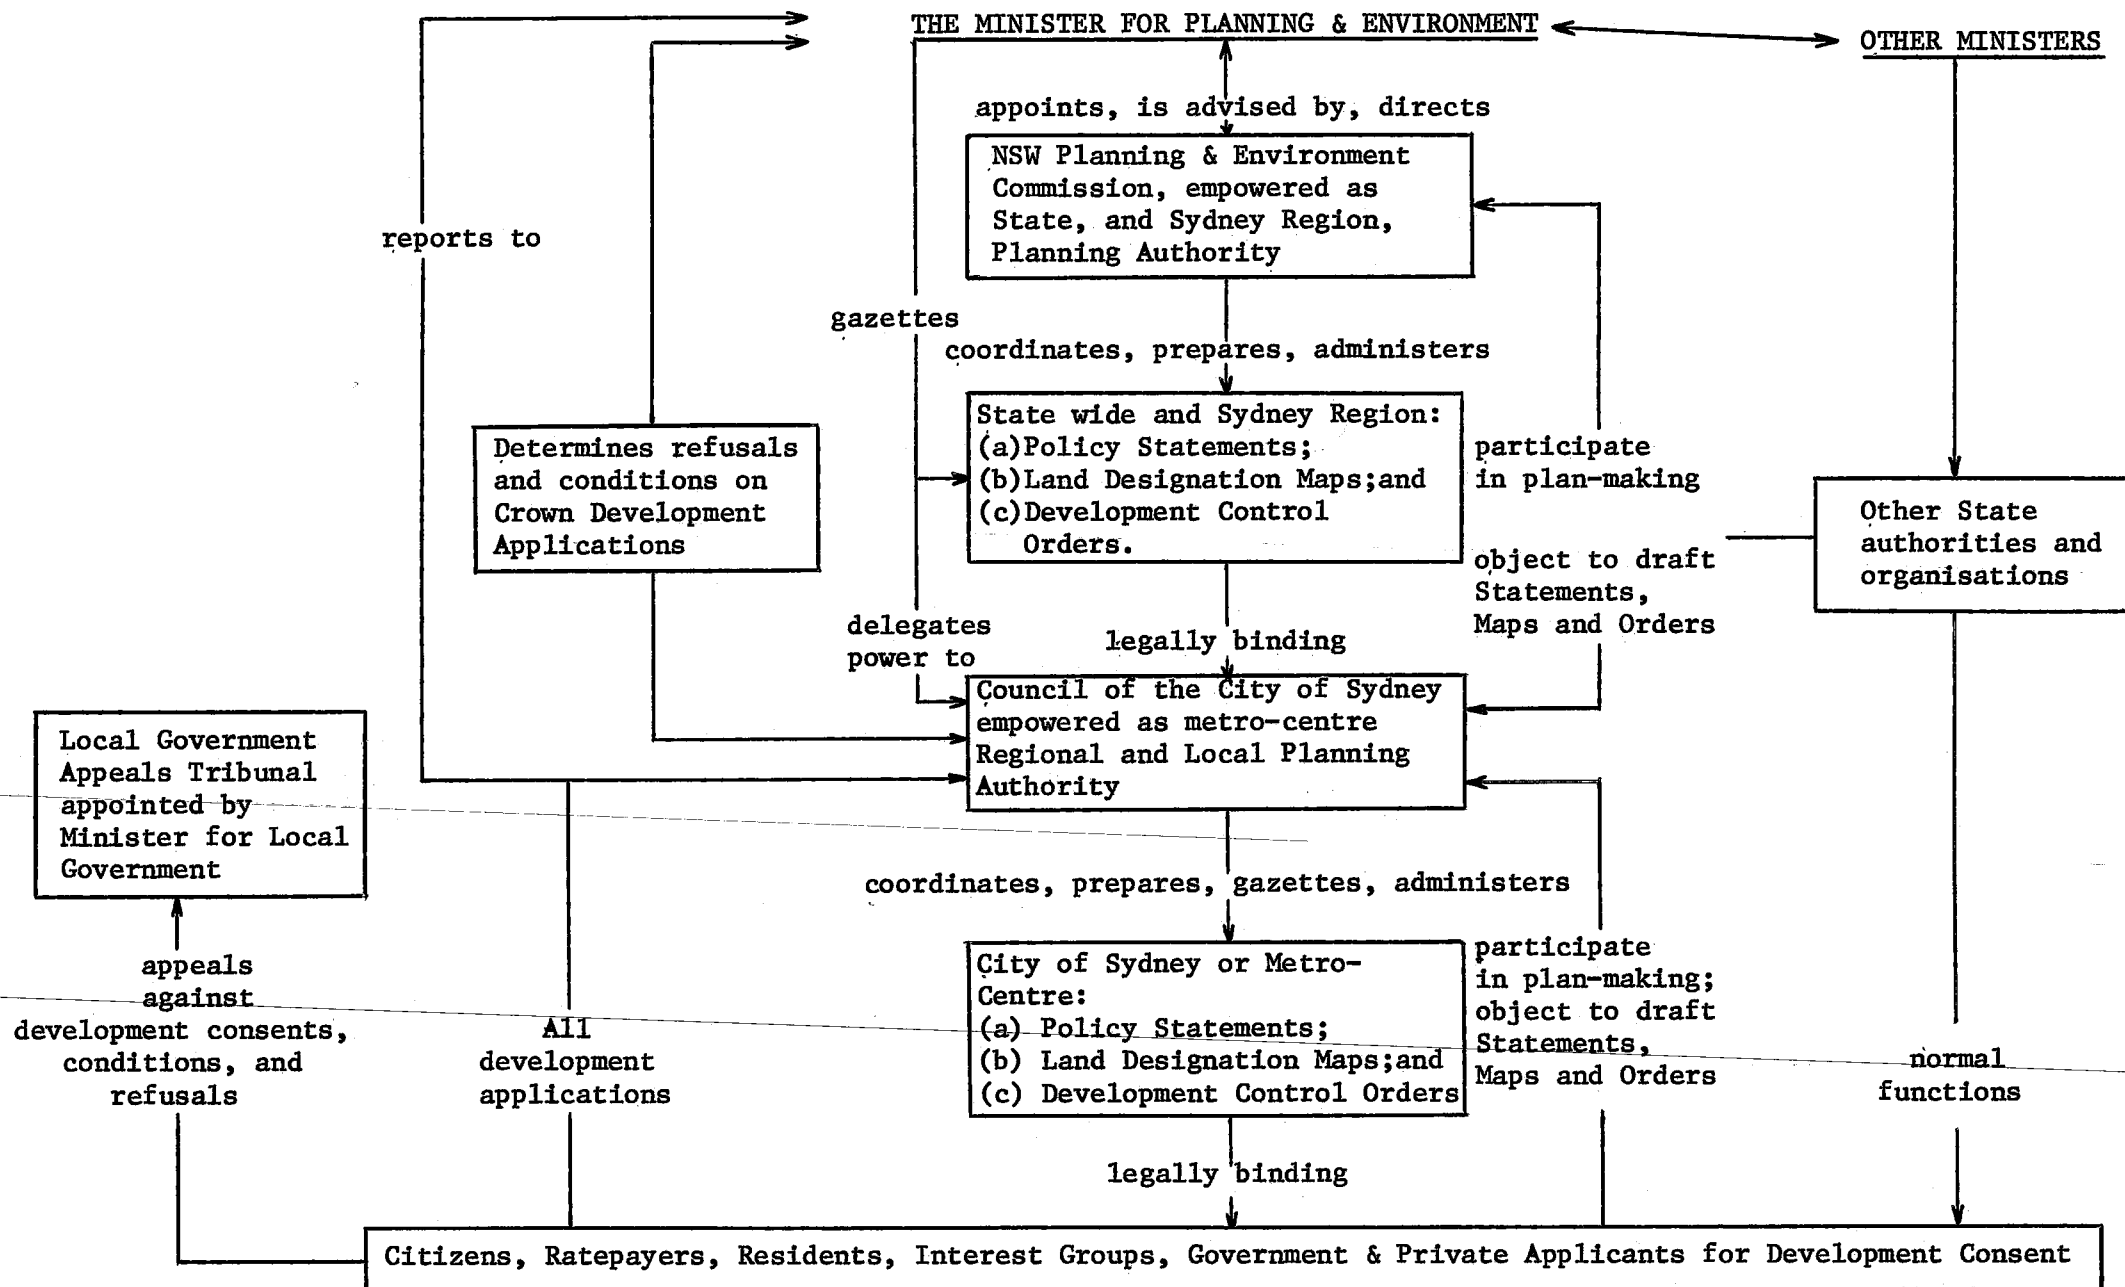 THE MINISTER FOR PLANNING & ENVIRONMENT
OTHER MINISTERS
appoints, is advised by, directs
NSW Planning & Environment
Commission, empowered as
State, and Sydney Region,
Planning Authority
reports to
gazettes
coordinates, prepares, administers
State wide and Sydney Region:
(a)Policy Statements;
(b)Land Designation Maps;and
(c)Development Control
Orders.
Determines refusals
and conditions on
Crown Development
Applications
participate
in plan-making
object to draft
Statements,
Maps and Orders
Other State
authorities and
organisations
delegates
power to
legally binding
Council of the City of Sydney
empowered as metro-centre
Regional and Local Planning
Authority
Local Government
Appeals Tribunal
appointed by
Minister for Local
Government
coordinates, prepares, gazettes, administers
City of Sydney or Metro-
Centre:
(a) Policy Statements;
(b) Land Designation Maps;and
(c) Development Control Orders
participate
in plan-making;
object to draft
Statements,
Maps and Orders
appeals
against
development consents,
conditions, and
refusals
All
development
applications
normal
functions
legally binding
Citizens, Ratepayers, Residents, Interest Groups, Government & Private Applicants for Development Consent